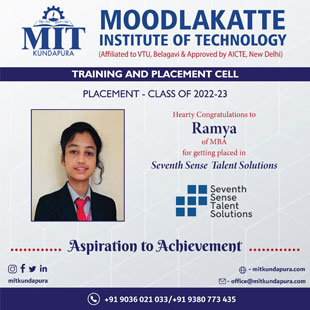 MIT
KUNDAPURA
MOODLAKATTE
INSTITUTE OF TECHNOLOGY
(Affiliated to VTU, Belagavi & Approved by AICTE, New Delhi)
TRAINING AND PLACEMENT CELL
PLACEMENT - CLASS OF 2022-23
Hearty Congratulations to
Ramya
of MBA
for getting placed in
Seventh Sense Talent Solutions
Seventh
Sense
Talent
Solutions
Aspiration to Achievement
mitkundapura
- mitkundapura.com
- office@mitkundapura.com
+91 9036 021 033/+91 9380 773 435